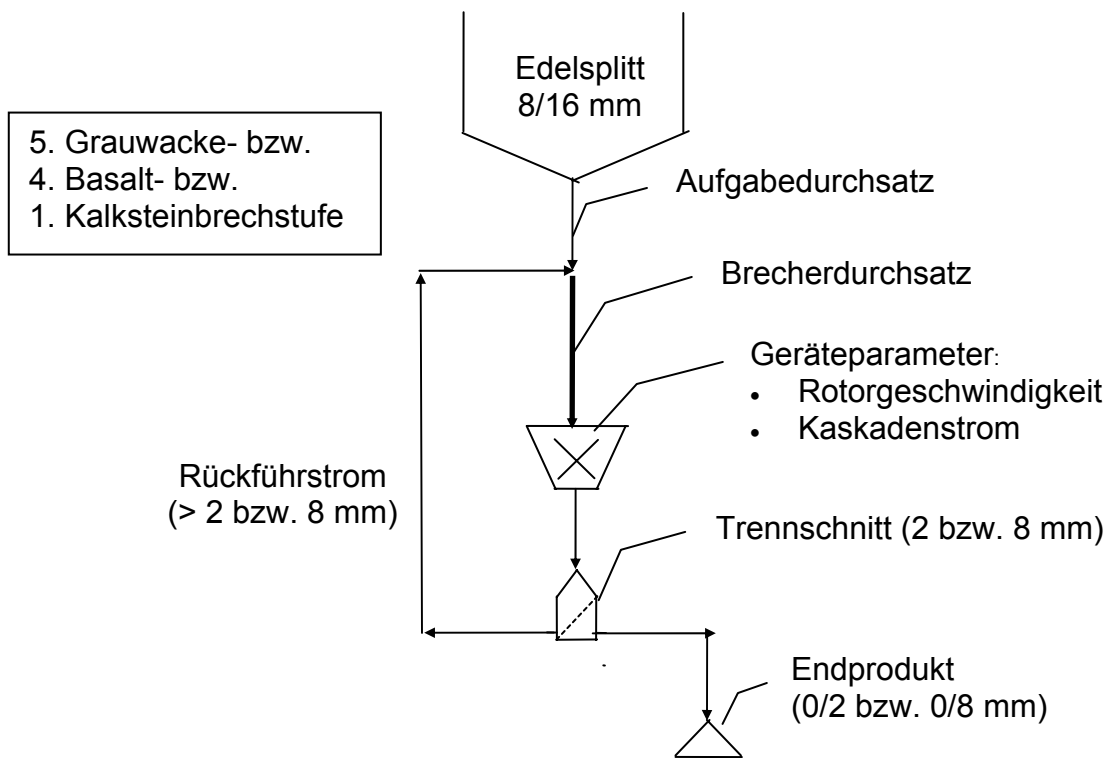 Edelsplitt
8/16 mm
5. Grauwacke- bzw.
4. Basalt- bzw.
1. Kalksteinbrechstufe
Aufgabedurchsatz
Brecherdurchsatz
Geräteparameter:
• Rotorgeschwindigkeit
• Kaskadenstrom
Rückführstrom
(> 2 bzw. 8 mm)
Trennschnitt (2 bzw. 8 mm)
Endprodukt
(0/2 bzw. 0/8 mm)